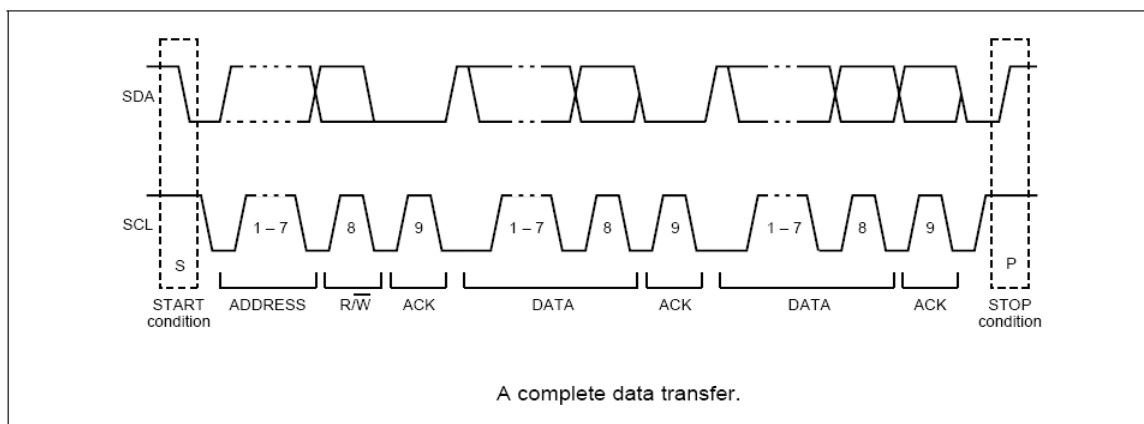 SDA
SCL
1 – 7 8 9 1 – 7 8 9 1 – 7 8 9
S P
START condition ADDRESS R/W̅ ACK DATA ACK DATA ACK STOP condition
A complete data transfer.